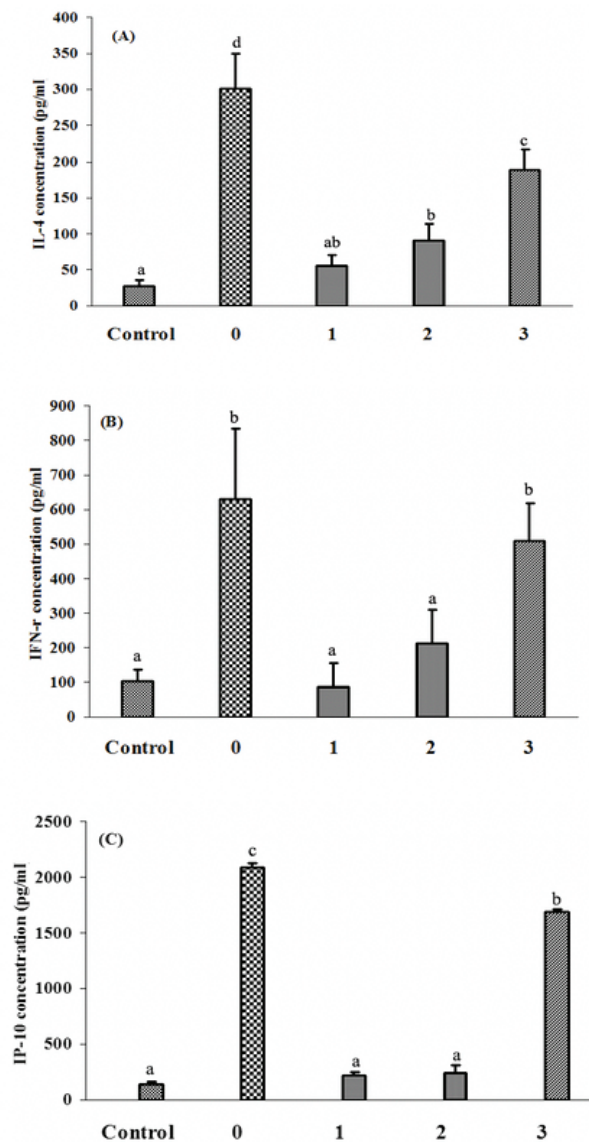 (A)
IL-4 concentration (pg/ml
400
350
300
250
200
150
100
50
0
a
d
ab
b
c
Control 0 1 2 3
(B)
IFN-r concentration (pg/ml
900
800
700
600
500
400
300
200
100
0
a
b
a
a
b
Control 0 1 2 3
(C)
IP-10 concentration (pg/ml
2500
2000
1500
1000
500
0
a
c
a
a
b
Control 0 1 2 3